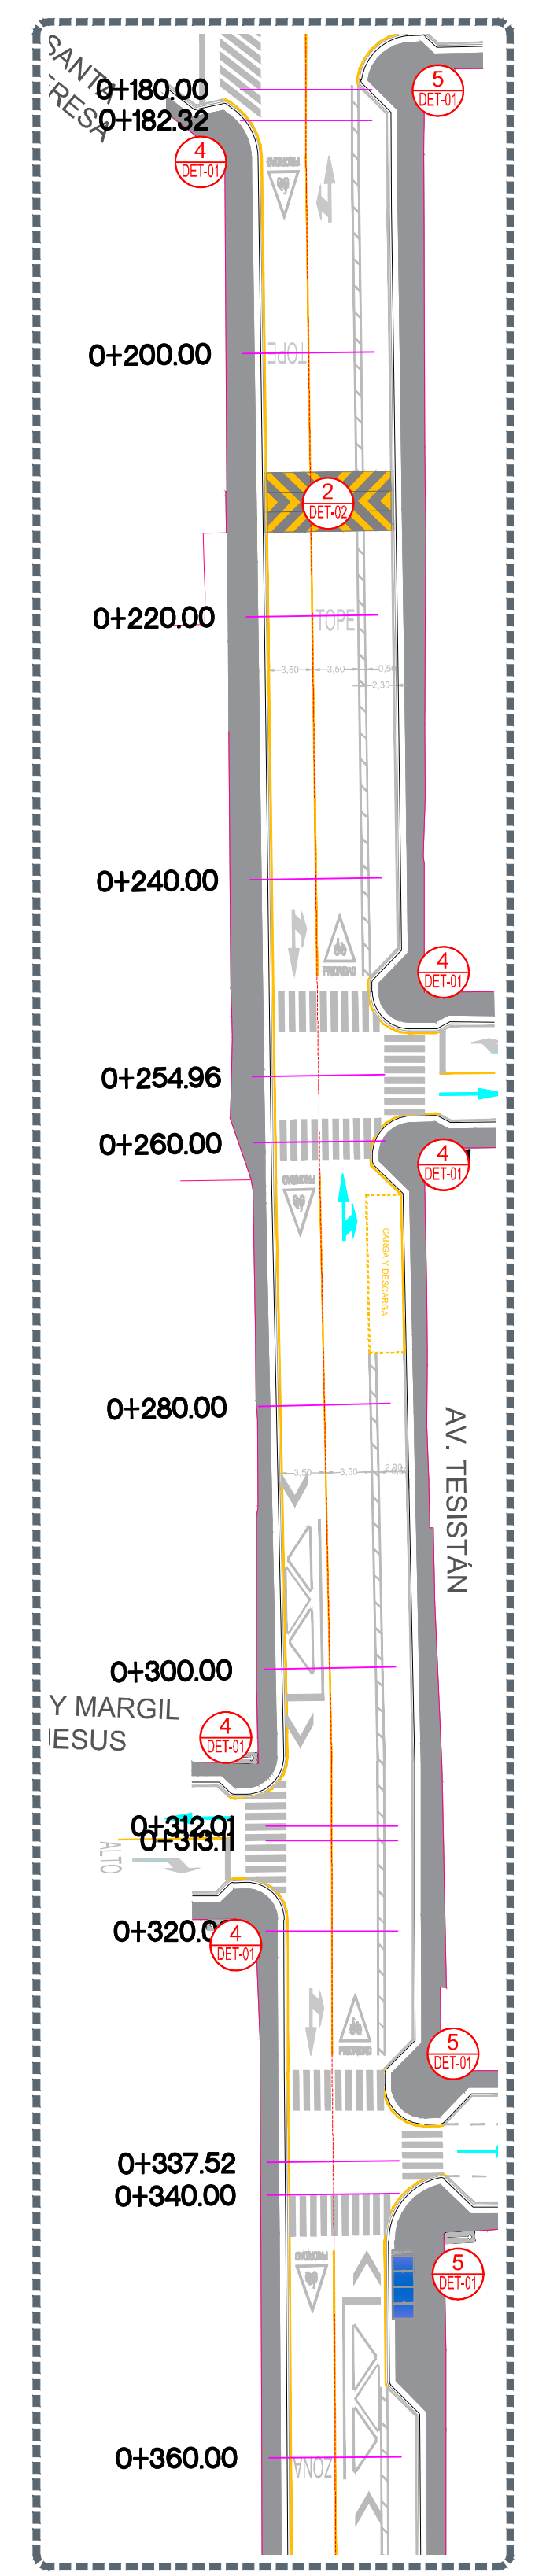 SANTA
ERESA
0+180.00
0+182.32
5
DET-01
4
DET-01
PRIORIDAD
0+200.00
TOPE
2
DET-02
0+220.00
TOPE
3,50
3,50
0,50
2,30
0+240.00
PRIORIDAD
4
DET-01
0+254.96
0+260.00
4
DET-01
PRIORIDAD
CARGA Y DESCARGA
0+280.00
AV. TESISTÁN
3,50
3,50
0+300.00
Y MARGIL
JESUS
4
DET-01
0+312.01
0+313.11
ALTO
0+320.0
4
DET-01
PRIORIDAD
5
DET-01
0+337.52
0+340.00
PRIORIDAD
5
DET-01
0+360.00
ZONA